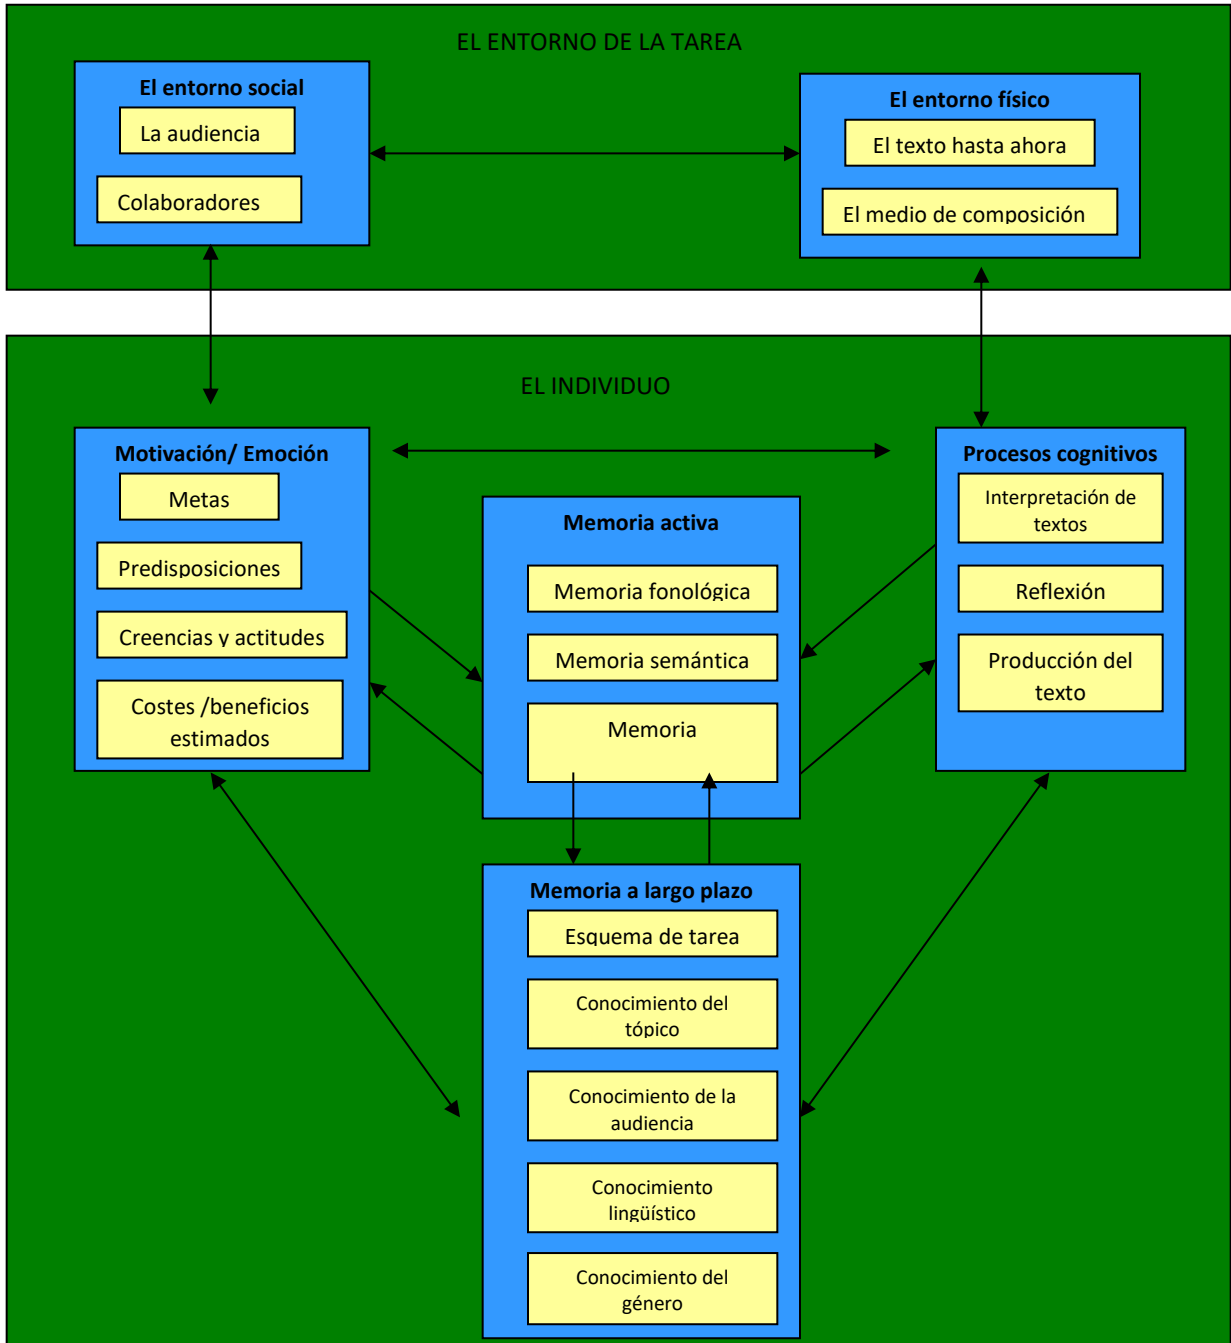 EL ENTORNO DE LA TAREA
El entorno social
La audiencia
Colaboradores
El entorno físico
El texto hasta ahora
El medio de composición
EL INDIVIDUO
Motivación/ Emoción
Metas
Predisposiciones
Creencias y actitudes
Costes /beneficios
estimados
Memoria activa
Memoria fonológica
Memoria semántica
Memoria
Procesos cognitivos
Interpretación de
textos
Reflexión
Producción del
texto
Memoria a largo plazo
Esquema de tarea
Conocimiento del
tópico
Conocimiento de la
audiencia
Conocimiento
lingüístico
Conocimiento del
género